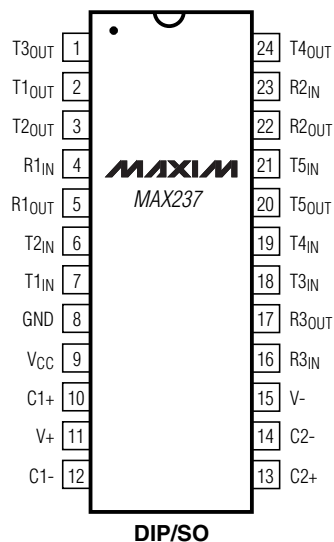 T3OUT 1 24 T4OUT
T1OUT 2 23 R2IN
T2OUT 3 22 R2OUT
R1IN 4 MAXIM 21 T5IN
R1OUT 5 MAX237 20 T5OUT
T2IN 6 19 T4IN
T1IN 7 18 T3IN
GND 8 17 R3OUT
VCC 9 16 R3IN
C1+ 10 15 V-
V+ 11 14 C2-
C1- 12 13 C2+
DIP/SO